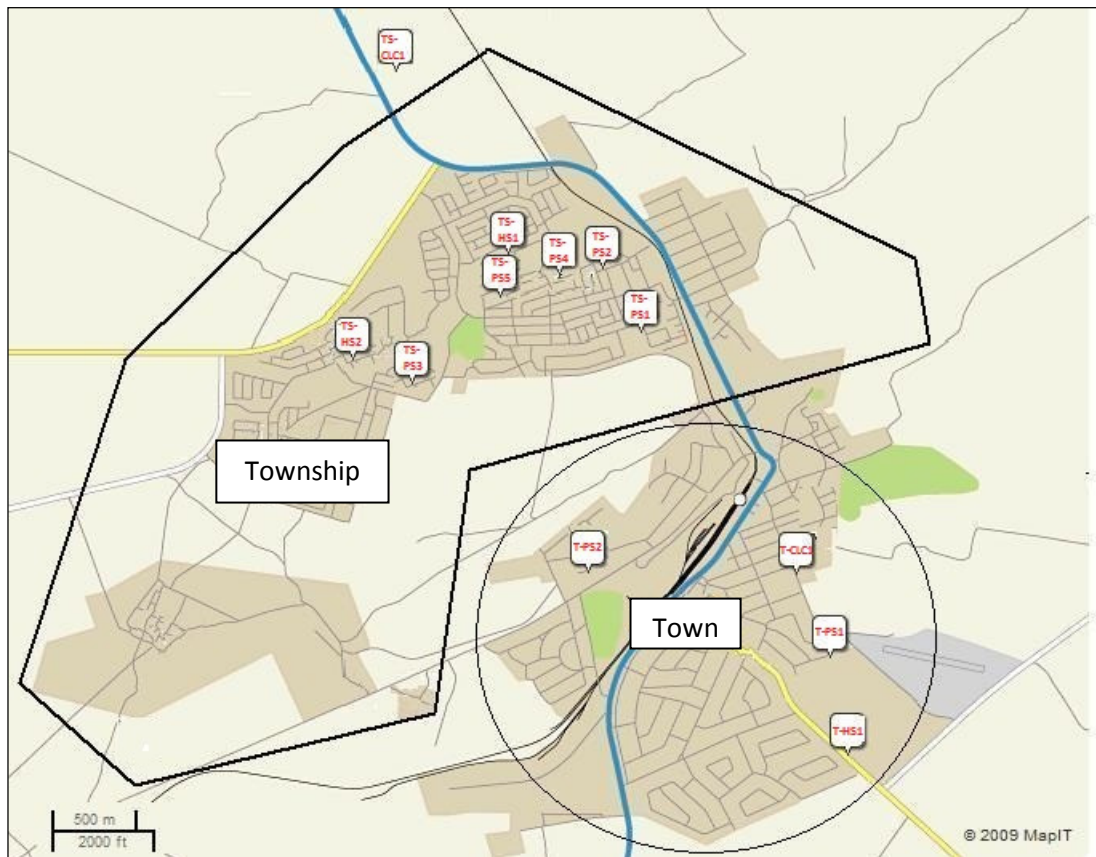 TS-
CLC1
TS-
HS1
TS-
PS4
TS-
PS2
TS-
PS5
TS-
PS1
TS-
HS2
TS-
PS3
Township
T-PS2
T-CLC1
Town
T-PS1
T-HS1
500 m
2000 ft
© 2009 MapIT